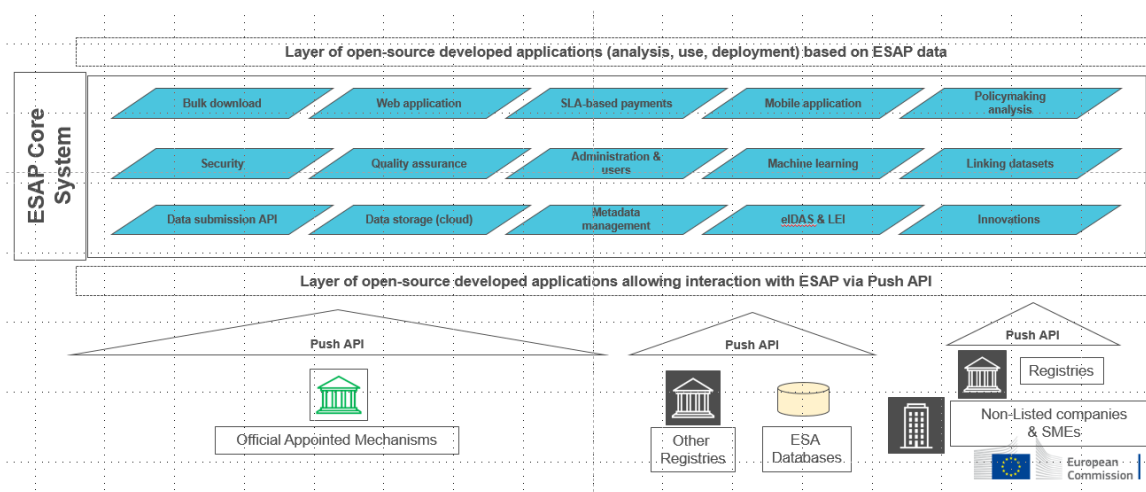 Layer of open-source developed applications (analysis, use, deployment) based on ESAP data
ESAP Core
System
Bulk download
Web application
SLA-based payments
Mobile application
Policymaking
analysis
Security
Quality assurance
Administration &
users
Machine learning
Linking datasets
Data submission API
Data storage (cloud)
Metadata
management
eIDAS & LEI
Innovations
Layer of open-source developed applications allowing interaction with ESAP via Push API
Push API
Push API
Push API
Official Appointed Mechanisms
Other
Registries
ESA
Databases
Registries
Non-Listed companies
& SMEs
European
Commission